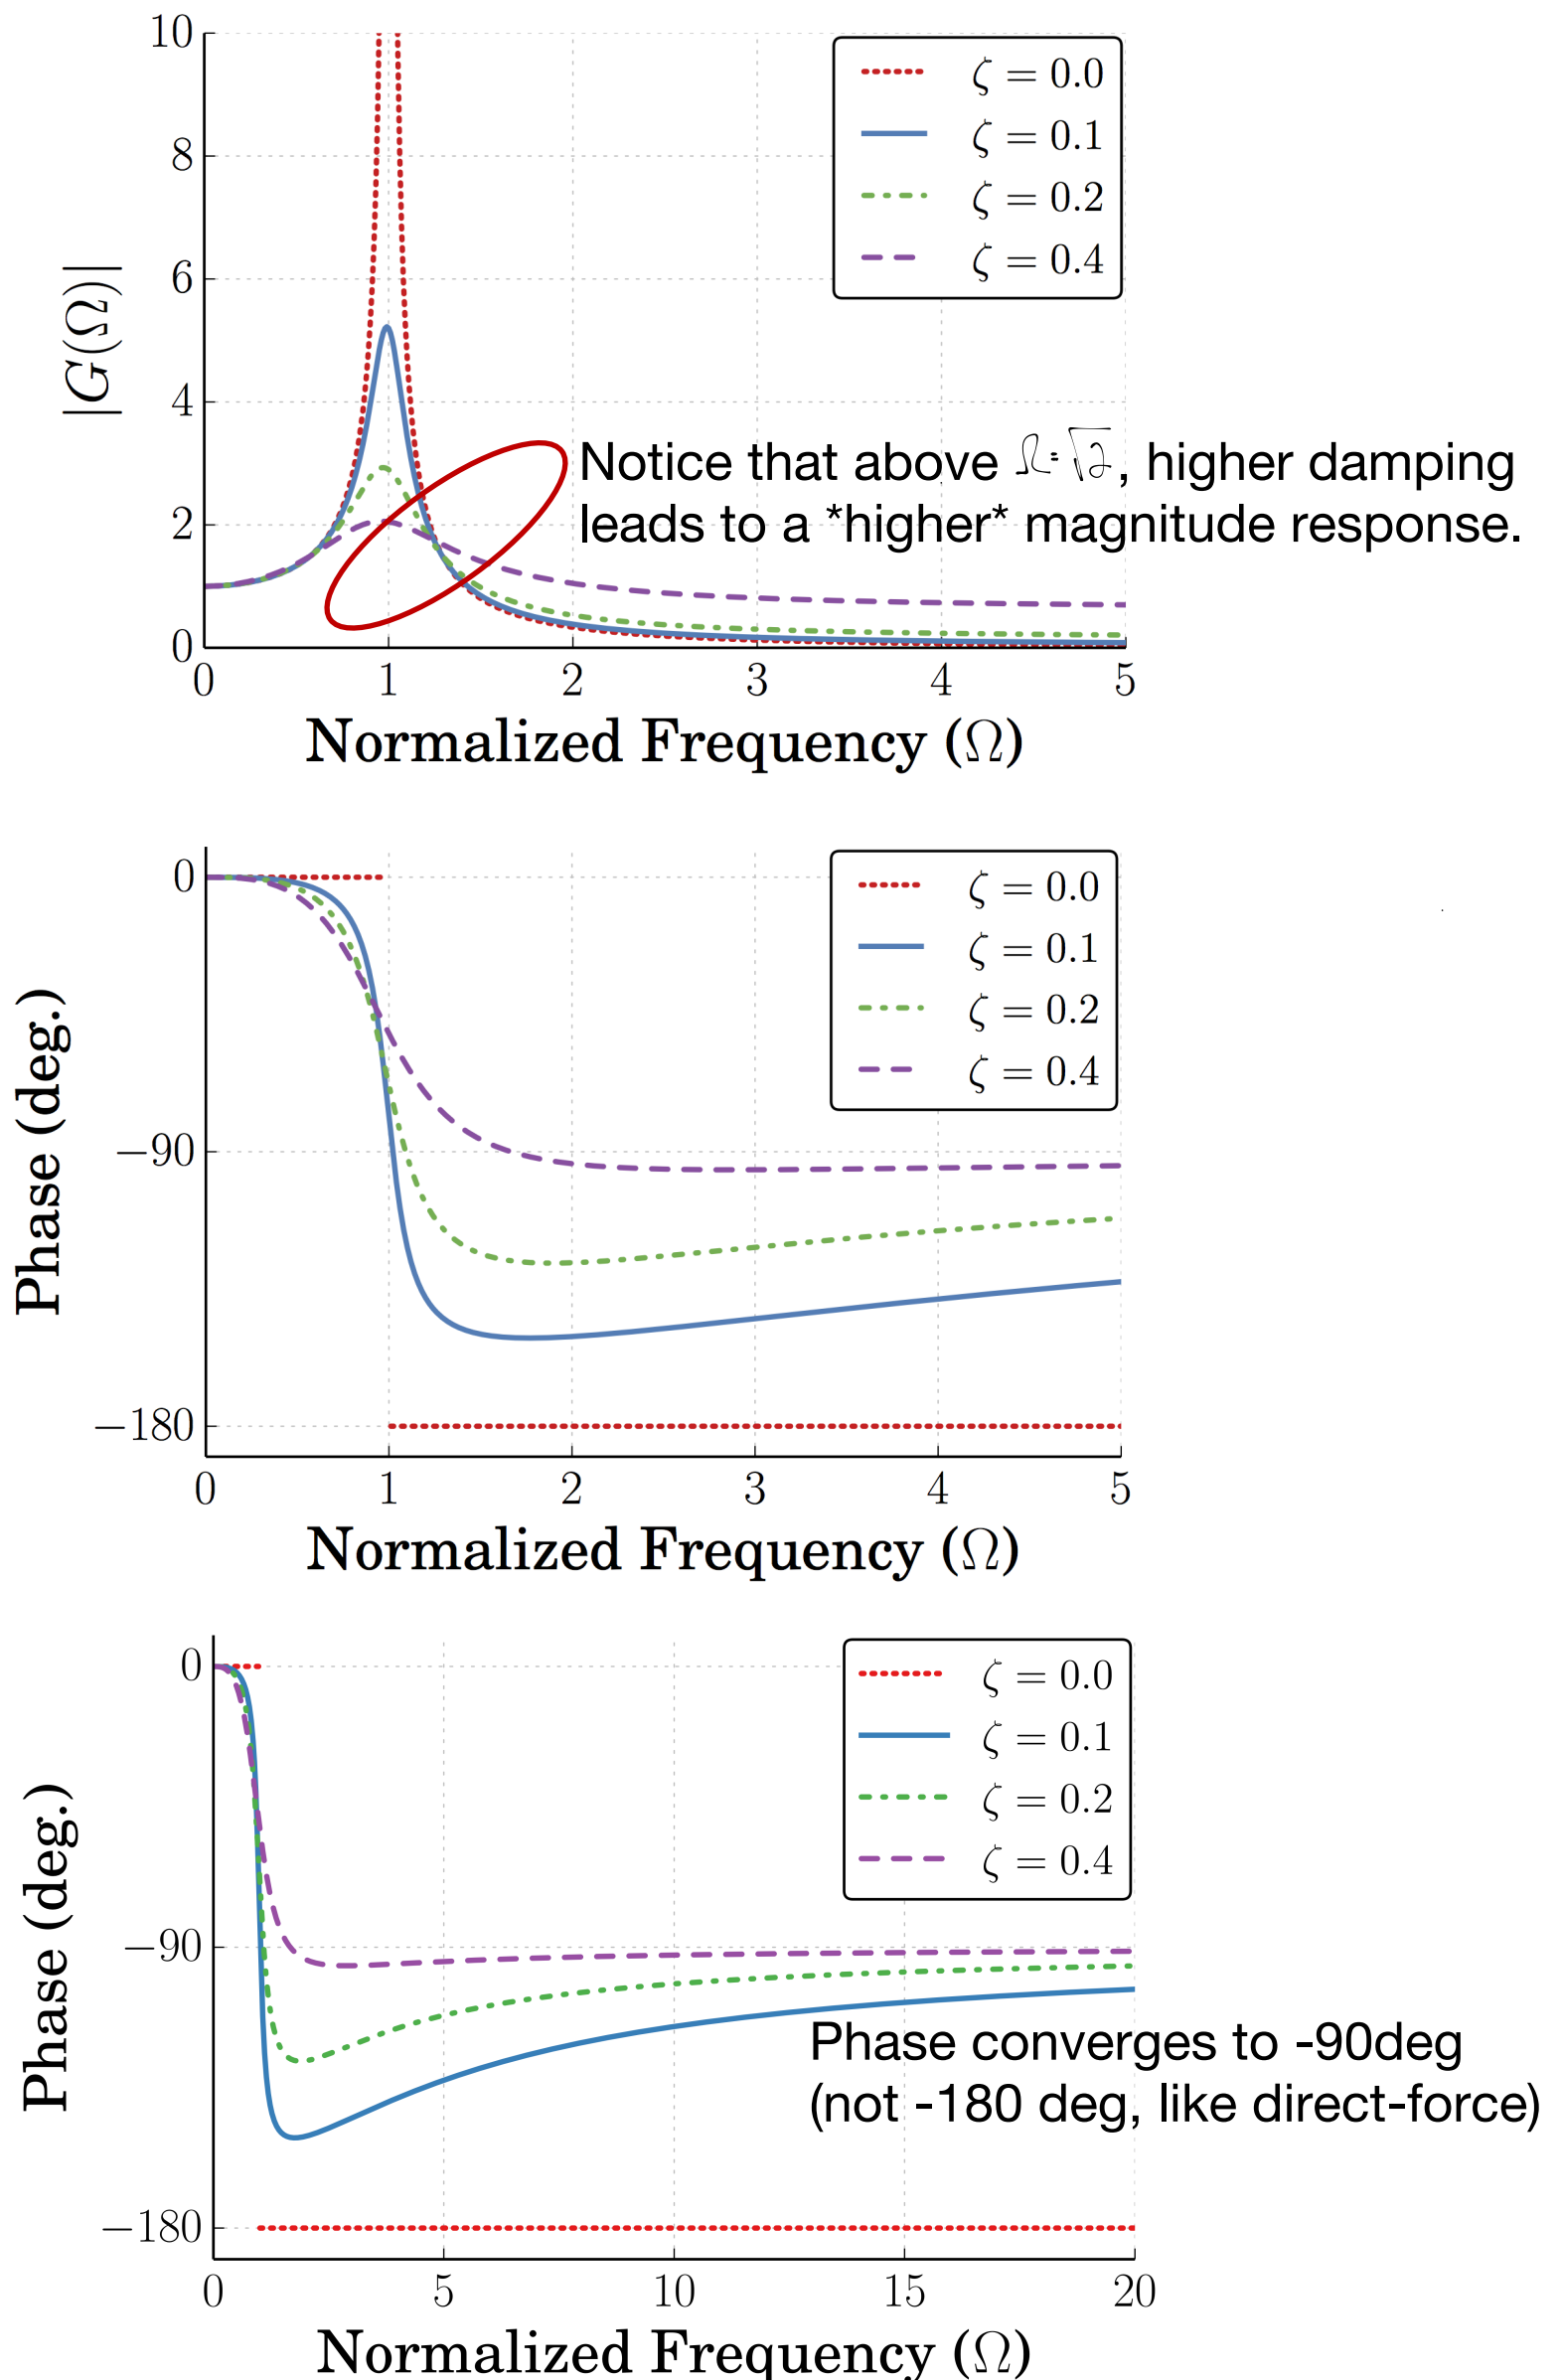 10
8
6
4
2
0
|G(Ω)|
ζ = 0.0
ζ = 0.1
ζ = 0.2
ζ = 0.4
Notice that above Ω=√2, higher damping
leads to a *higher* magnitude response.
0 1 2 3 4 5
Normalized Frequency (Ω)
0
−90
−180
Phase (deg.)
ζ = 0.0
ζ = 0.1
ζ = 0.2
ζ = 0.4
0 1 2 3 4 5
Normalized Frequency (Ω)
0
−90
−180
Phase (deg.)
ζ = 0.0
ζ = 0.1
ζ = 0.2
ζ = 0.4
Phase converges to -90deg
(not -180 deg, like direct-force)
0 5 10 15 20
Normalized Frequency (Ω)